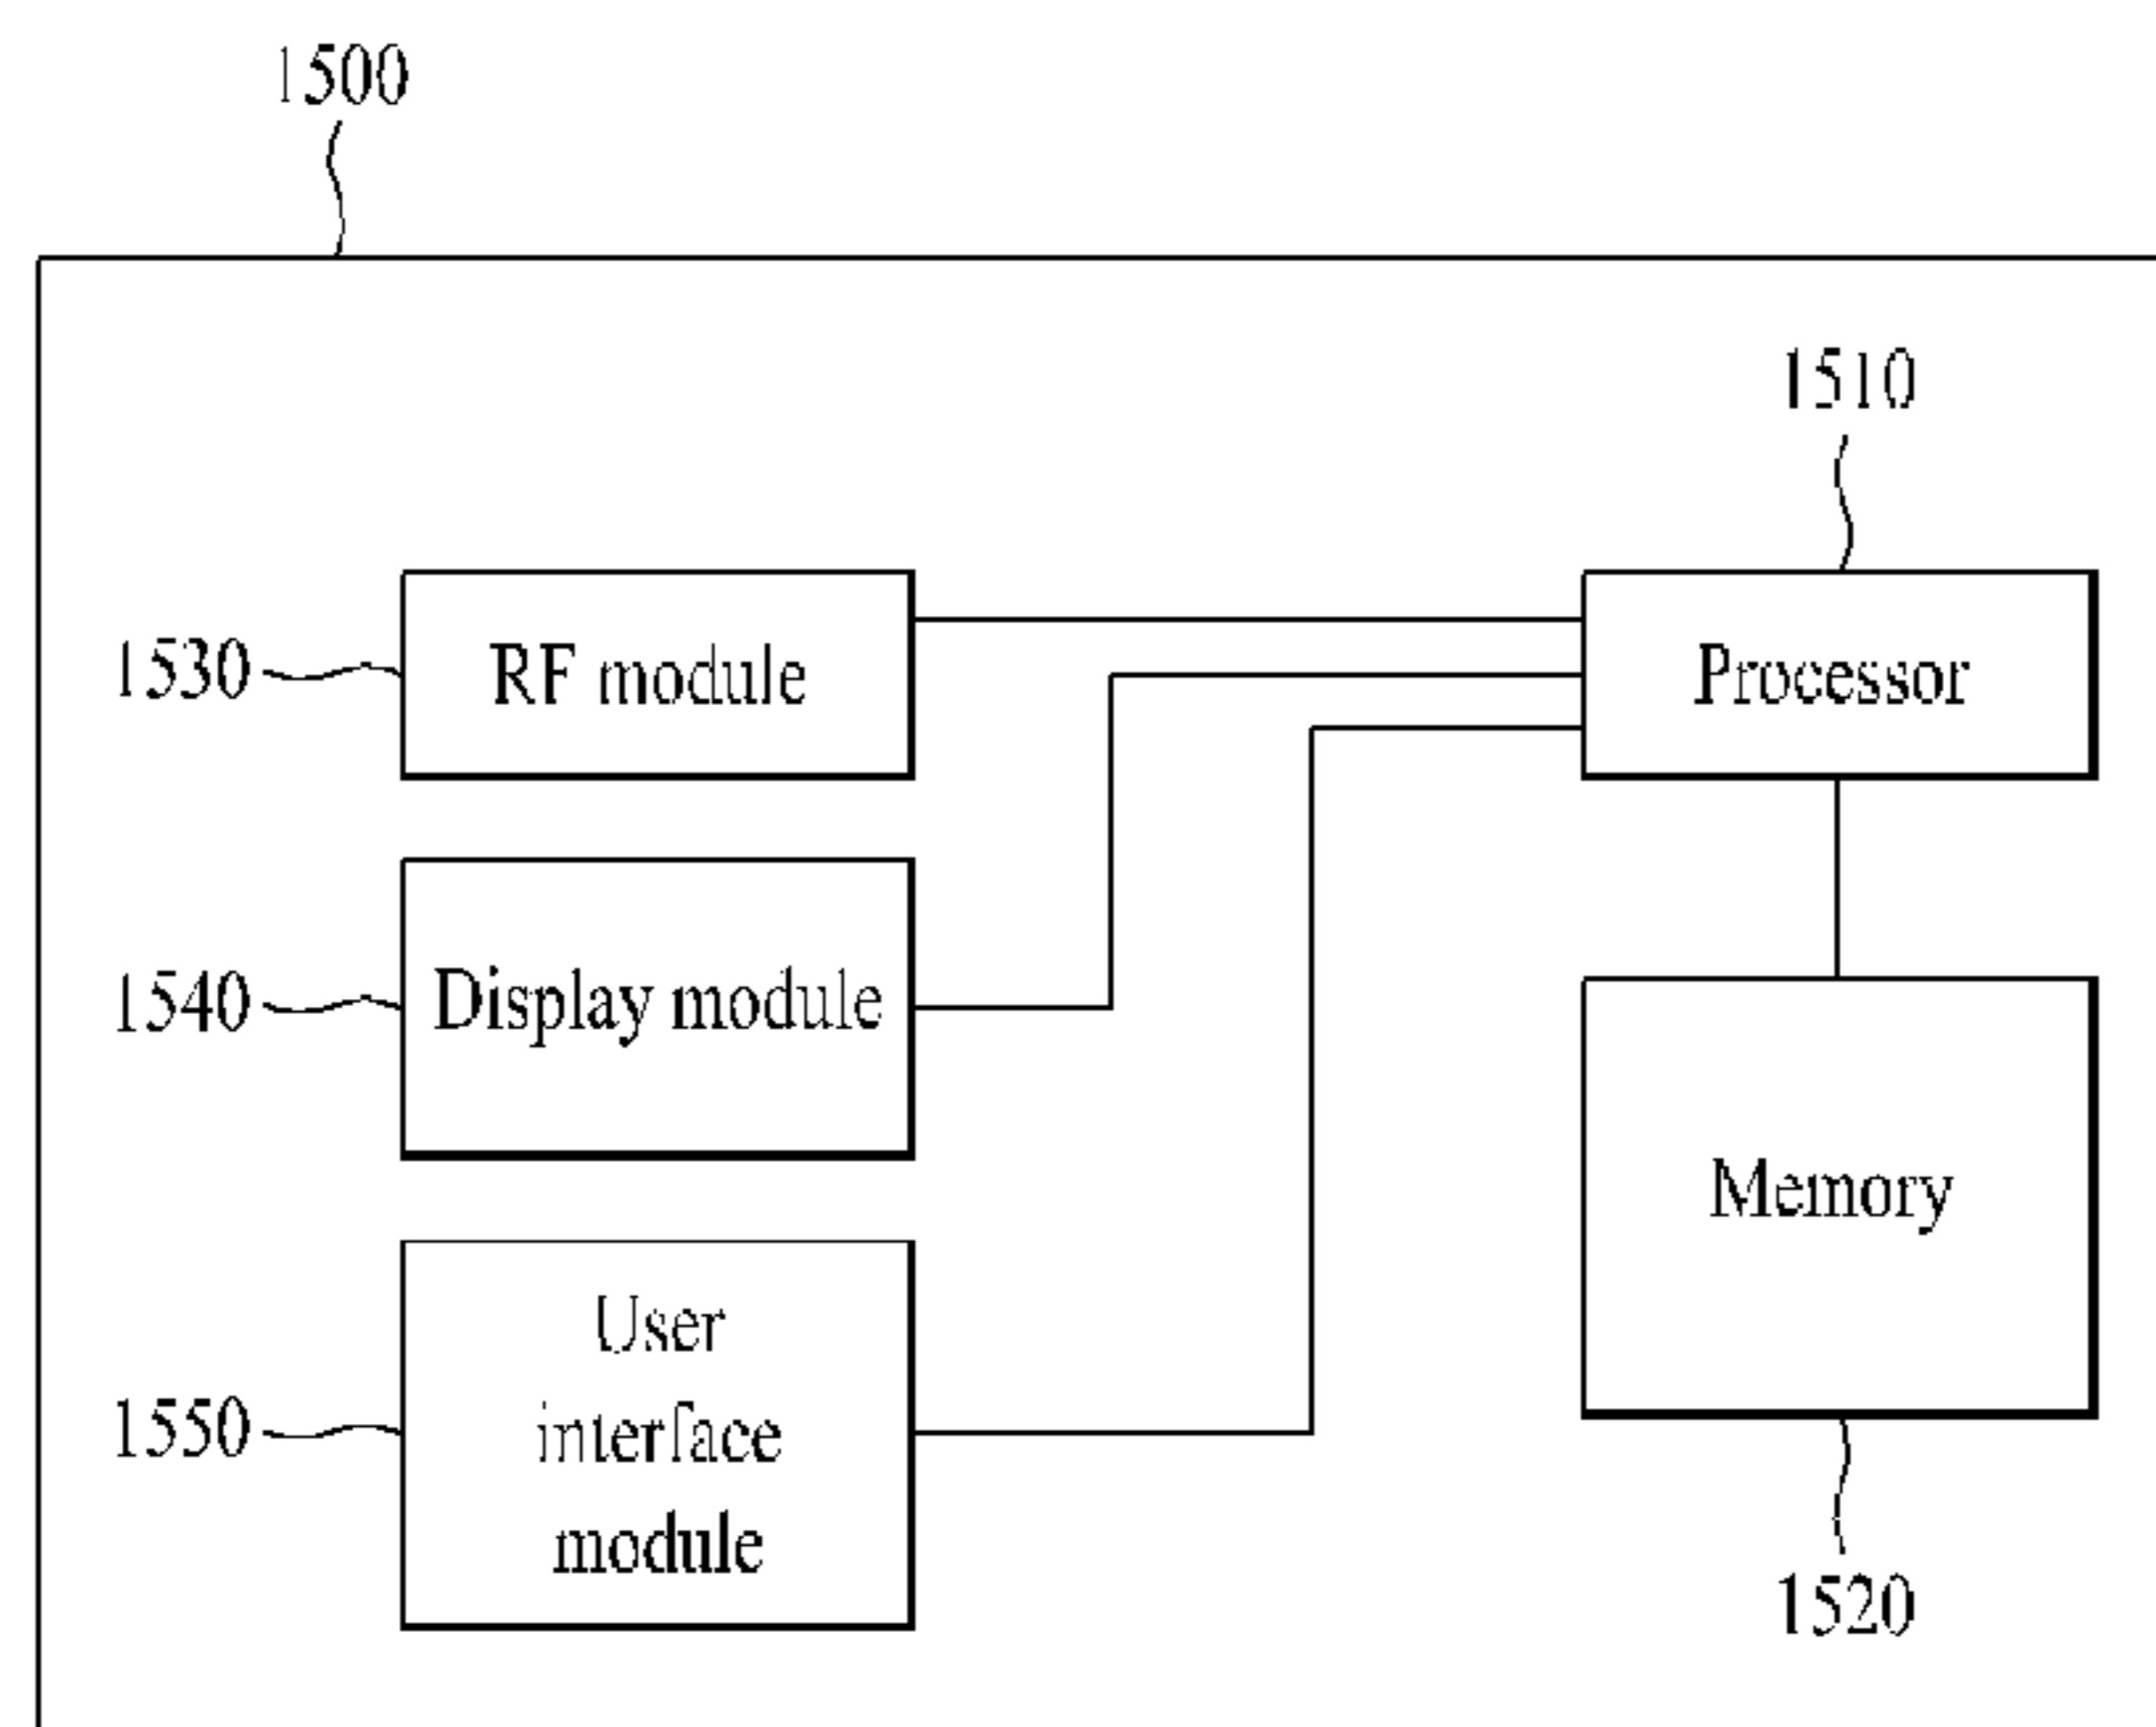 1500
1510
1530
RF module
Processor
1540
Display module
Memory
1550
User
interface
module
1520